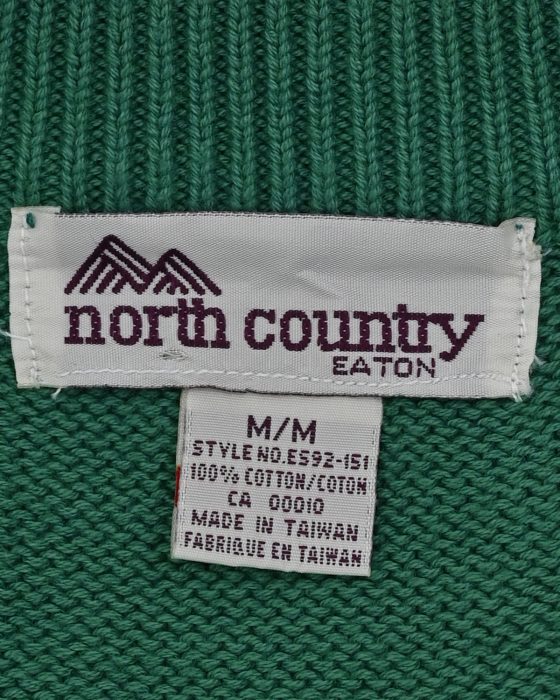 north country
EATON
M/M
STYLE NO.ES92-151
100% COTTON/COTON
CA 00010
MADE IN TAIWAN
FABRIQUE EN TAIWAN